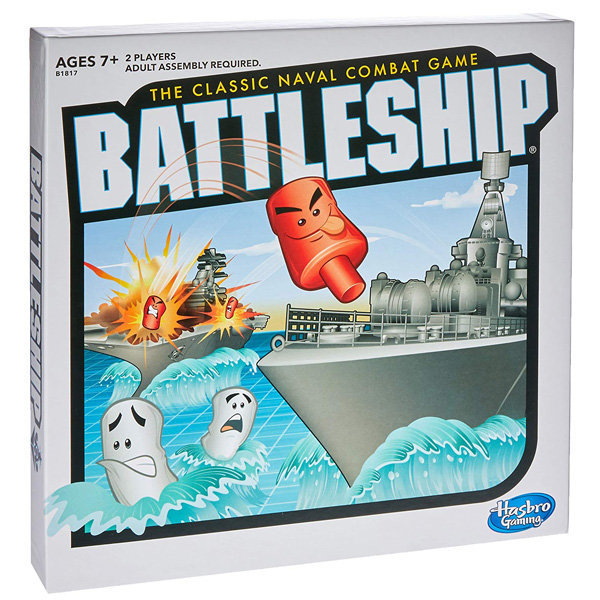 AGES 7+ 2 PLAYERS
ADULT ASSEMBLY REQUIRED.
B1817
THE CLASSIC NAVAL COMBAT GAME
BATTLESHIP®
BATTLESHIP
Hasbro
Gaming